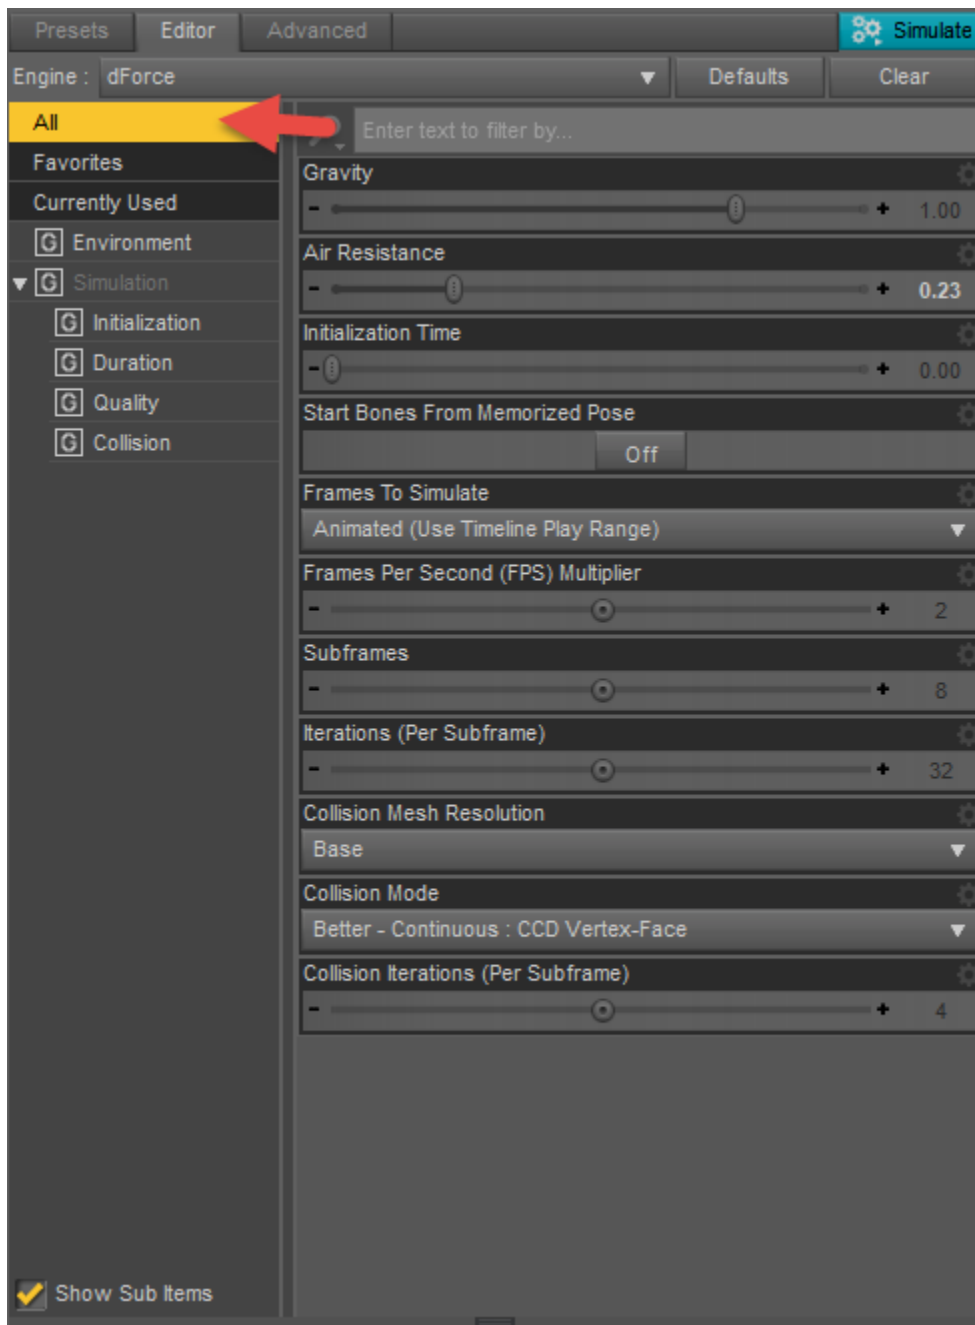 Presets Editor Advanced Simulate
Engine : dForce Defaults Clear
All
Favorites
Currently Used
G Environment
G Simulation
G Initialization
G Duration
G Quality
G Collision
Show Sub Items
Enter text to filter by...
Gravity
- + 1.00
Air Resistance
- + 0.23
Initialization Time
- + 0.00
Start Bones From Memorized Pose
Off
Frames To Simulate
Animated (Use Timeline Play Range)
Frames Per Second (FPS) Multiplier
- + 2
Subframes
- + 8
Iterations (Per Subframe)
- + 32
Collision Mesh Resolution
Base
Collision Mode
Better - Continuous : CCD Vertex-Face
Collision Iterations (Per Subframe)
- + 4